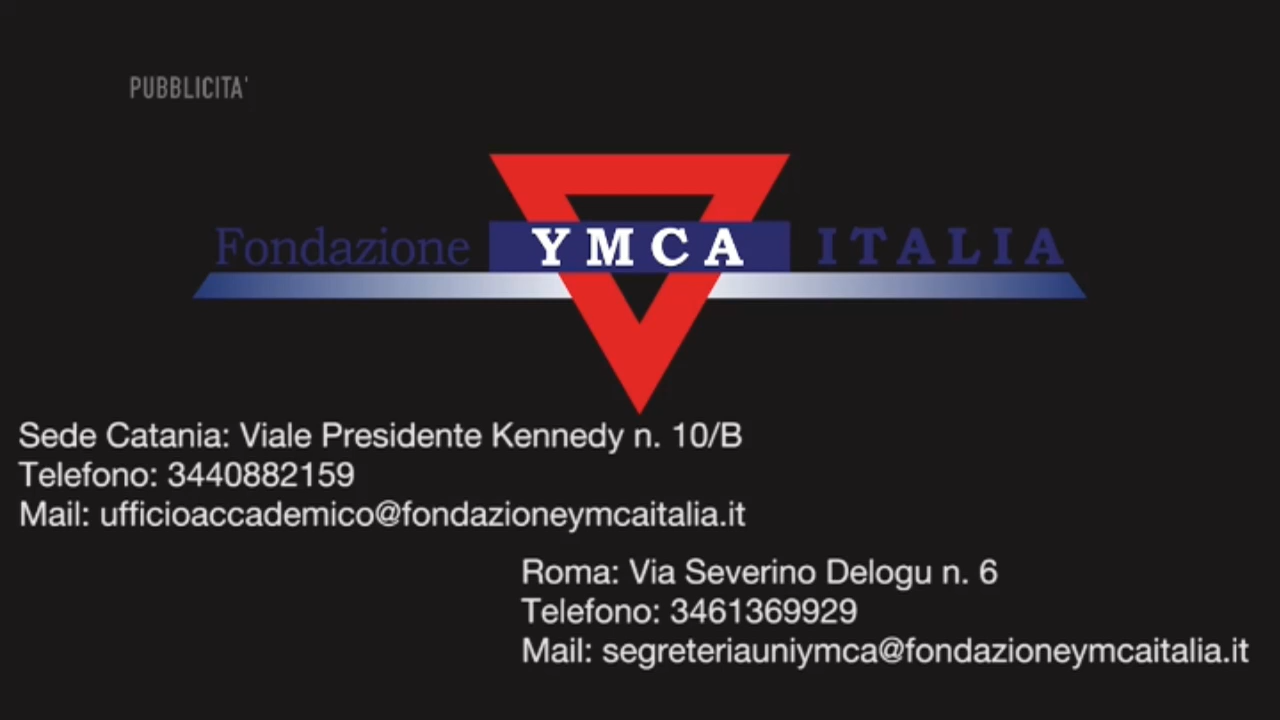 PUBBLICITA'
Fondazione YMCA ITALIA
Sede Catania: Viale Presidente Kennedy n. 10/B
Telefono: 3440882159
Mail: ufficioaccademico@fondazioneymcaitalia.it
Roma: Via Severino Delogu n. 6
Telefono: 3461369929
Mail: segreteriauniymca@fondazioneymcaitalia.it